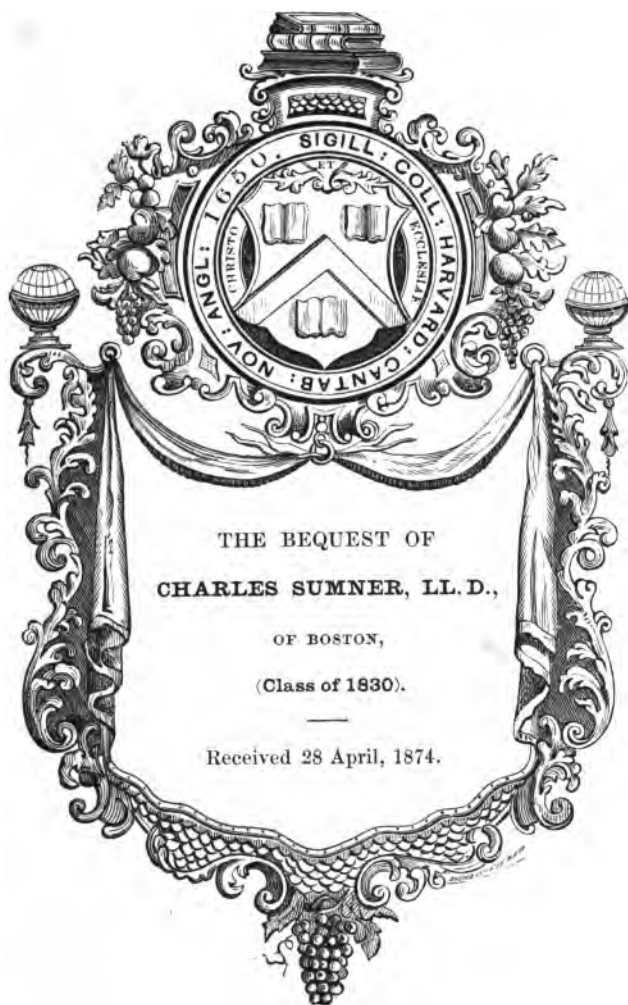 SIGILL: COLL: HARVARD: CANTAB: NOV: ANGL: 1650.
CHRISTO
ET
ECCLESIAE
THE BEQUEST OF
CHARLES SUMNER, LL. D.,
OF BOSTON,
(Class of 1830).
Received 28 April, 1874.